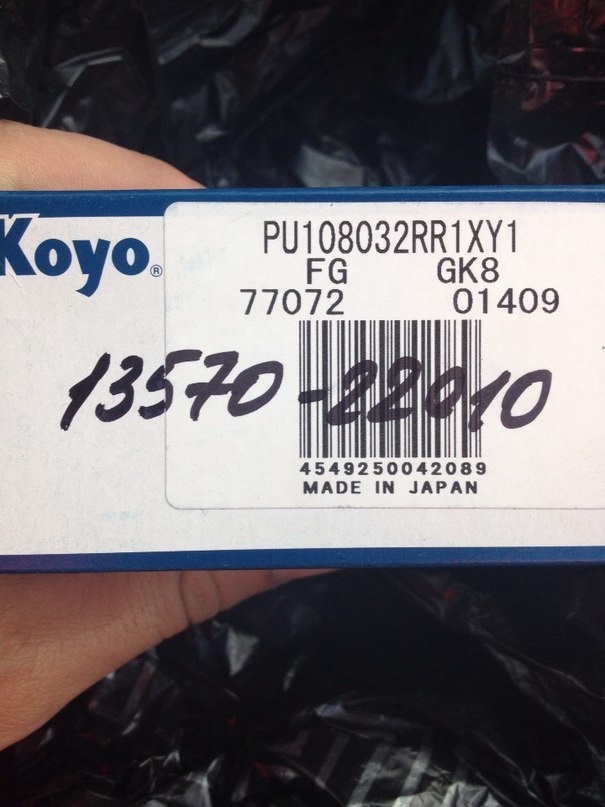 Koyo®
PU108032RR1XY1
FG GK8
77072 01409
13570-22010
4549250042089
MADE IN JAPAN